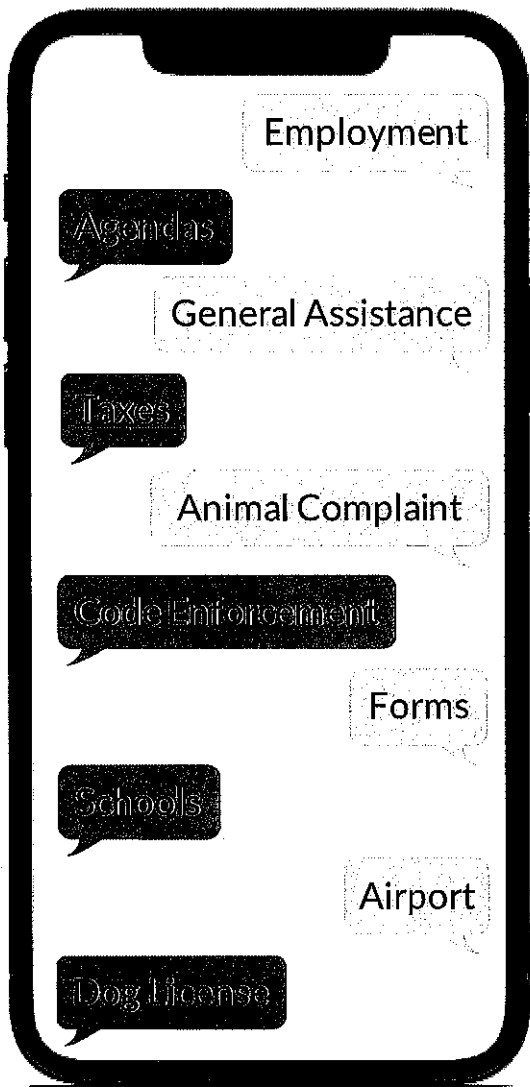 Employment
Agendas
General Assistance
Taxes
Animal Complaint
Code Enforcement
Forms
Schools
Airport
Dog License